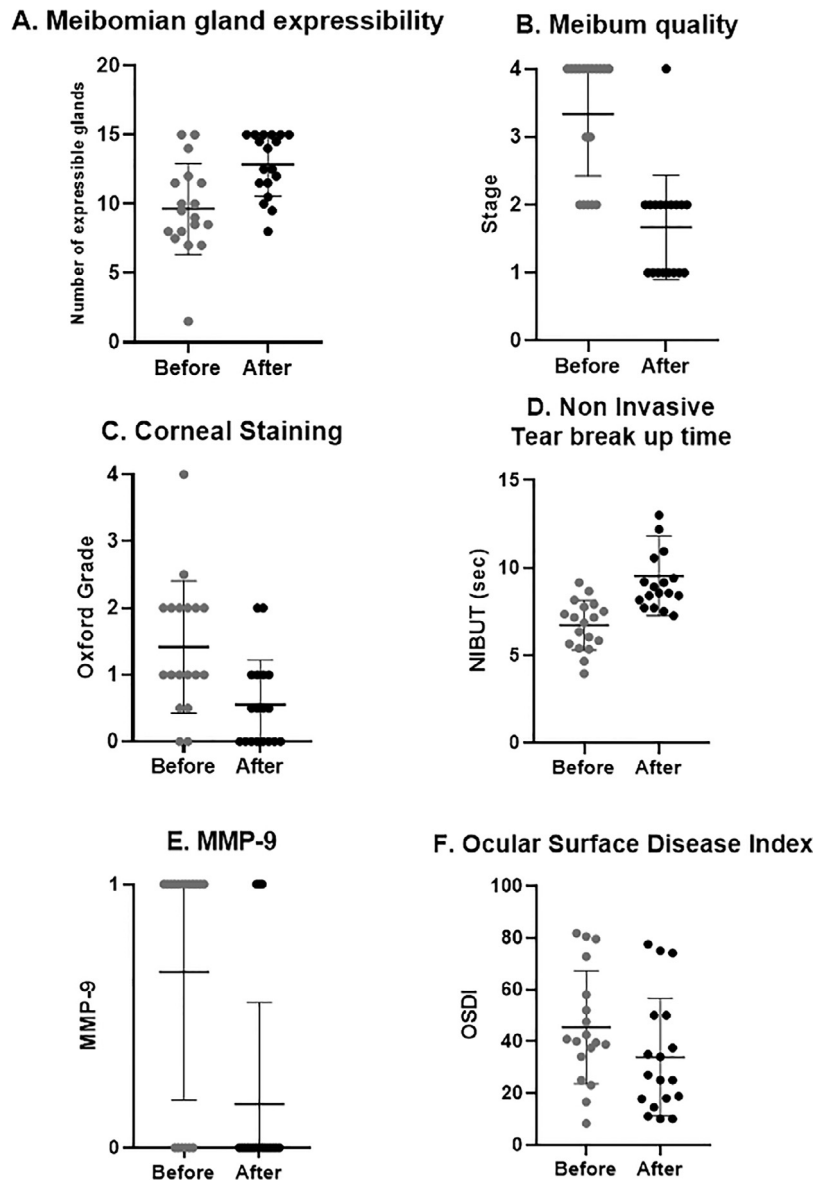 A. Meibomian gland expressibility
Number of expressible glands
20
15
10
5
0
Before After
B. Meibum quality
Stage
4
3
2
1
0
Before After
C. Corneal Staining
Oxford Grade
4
3
2
1
0
Before After
D. Non Invasive
Tear break up time
NIBUT (sec)
15
10
5
0
Before After
E. MMP-9
MMP-9
1
0
Before After
F. Ocular Surface Disease Index
OSDI
100
80
60
40
20
0
Before After